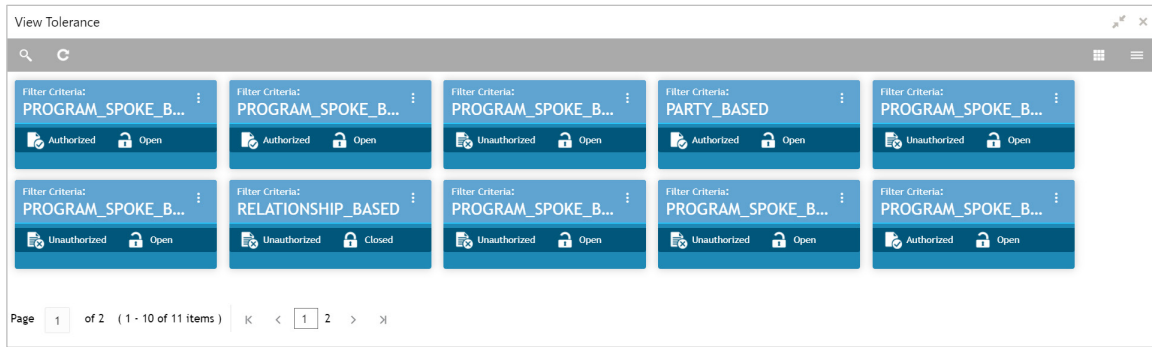 View Tolerance
Filter Criteria: Filter Criteria: Filter Criteria: Filter Criteria: Filter Criteria:
PROGRAM_SPOKE_B... PROGRAM_SPOKE_B... PROGRAM_SPOKE_B... PARTY_BASED PROGRAM_SPOKE_B...
Authorized Open Authorized Open Unauthorized Open Authorized Open Unauthorized Open
Filter Criteria: Filter Criteria: Filter Criteria: Filter Criteria: Filter Criteria:
PROGRAM_SPOKE_B... RELATIONSHIP_BASED PROGRAM_SPOKE_B... PROGRAM_SPOKE_B... PROGRAM_SPOKE_B...
Unauthorized Open Unauthorized Closed Unauthorized Open Unauthorized Open Authorized Open
Page 1 of 2 ( 1 - 10 of 11 items ) 1 2